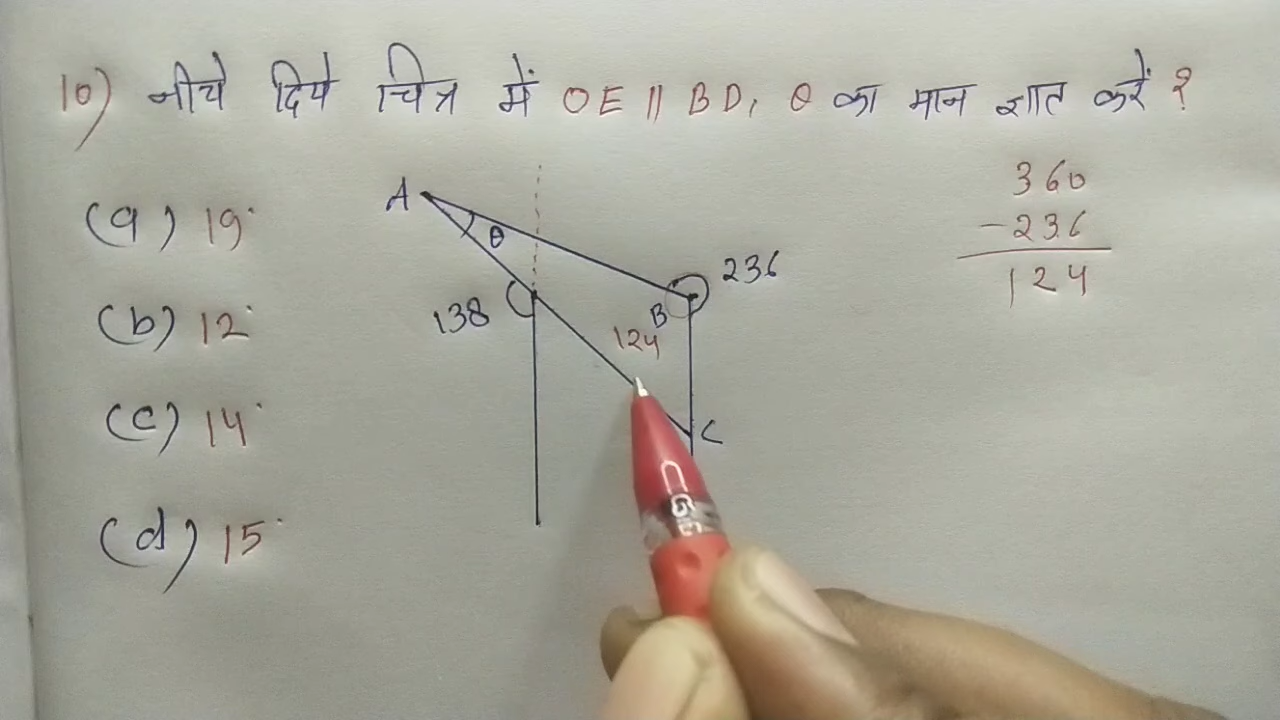 10) नीचे दिये चित्र में OE || BD, θ का मान ज्ञात करें ?
(a) 19°
(b) 12°
(c) 14°
(d) 15°
A
θ
138
236
B
124
C
360
-236
124